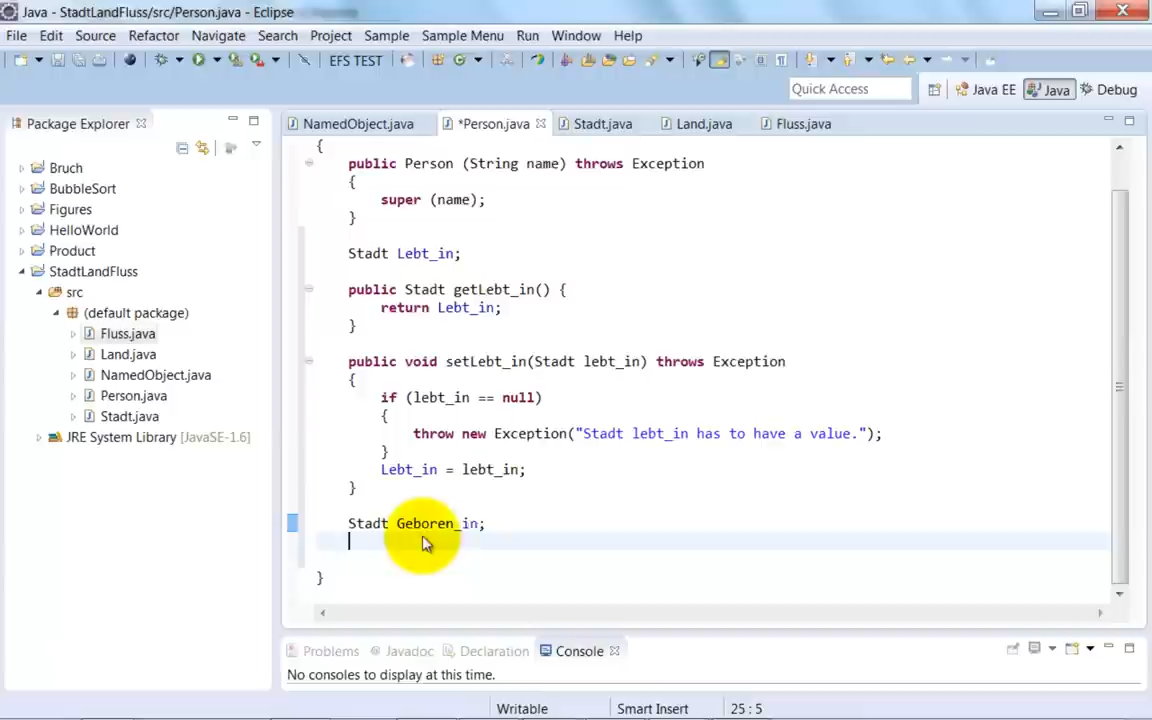 Java - StadtLandFluss/src/Person.java - Eclipse
File Edit Source Refactor Navigate Search Project Sample Sample Menu Run Window Help
EFS TEST
Quick Access
Java EE
Java
Debug
Package Explorer
NamedObject.java
*Person.java
Stadt.java
Land.java
Fluss.java
Bruch
BubbleSort
Figures
HelloWorld
Product
StadtLandFluss
src
(default package)
Fluss.java
Land.java
NamedObject.java
Person.java
Stadt.java
JRE System Library [JavaSE-1.6]
{
public Person (String name) throws Exception
{
super (name);
}
Stadt Lebt_in;
public Stadt getLebt_in() {
return Lebt_in;
}
public void setLebt_in(Stadt lebt_in) throws Exception
{
if (lebt_in == null)
{
throw new Exception("Stadt lebt_in has to have a value.");
}
Lebt_in = lebt_in;
}
Stadt Geboren_in;
}
Problems Javadoc Declaration Console
No consoles to display at this time.
Writable Smart Insert 25 : 5